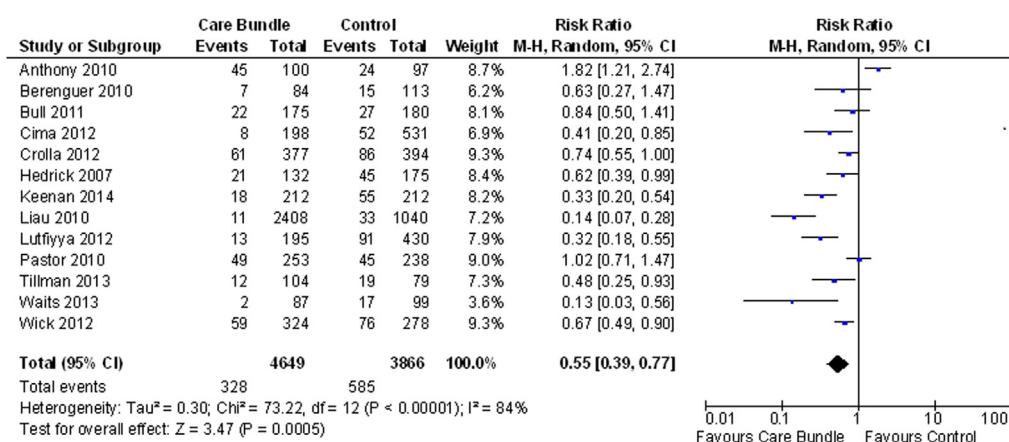 Care Bundle Control Risk Ratio Risk Ratio
Study or Subgroup Events Total Events Total Weight M-H, Random, 95% CI M-H, Random, 95% CI
Anthony 2010 45 100 24 97 8.7% 1.82 [1.21, 2.74]
Berenguer 2010 7 84 15 113 6.2% 0.63 [0.27, 1.47]
Bull 2011 22 175 27 180 8.1% 0.84 [0.50, 1.41]
Cima 2012 8 198 52 531 6.9% 0.41 [0.20, 0.85]
Crolla 2012 61 377 86 394 9.3% 0.74 [0.55, 1.00]
Hedrick 2007 21 132 45 175 8.4% 0.62 [0.39, 0.99]
Keenan 2014 18 212 55 212 8.3% 0.33 [0.20, 0.54]
Liau 2010 11 2408 33 1040 7.2% 0.14 [0.07, 0.28]
Lutfiyya 2012 13 195 91 430 7.9% 0.32 [0.18, 0.55]
Pastor 2010 49 253 45 238 9.0% 1.02 [0.71, 1.47]
Tillman 2013 12 104 19 79 7.3% 0.48 [0.25, 0.93]
Waits 2013 2 87 17 99 3.6% 0.13 [0.03, 0.56]
Wick 2012 59 324 76 278 9.3% 0.67 [0.49, 0.90]
Total (95% CI) 4649 3866 100.0% 0.55 [0.39, 0.77]
Total events 328 585
Heterogeneity: Tau² = 0.30; Chi² = 73.22, df = 12 (P < 0.00001); I² = 84%
Test for overall effect: Z = 3.47 (P = 0.0005)
0.01 0.1 1 10 100
Favours Care Bundle Favours Control